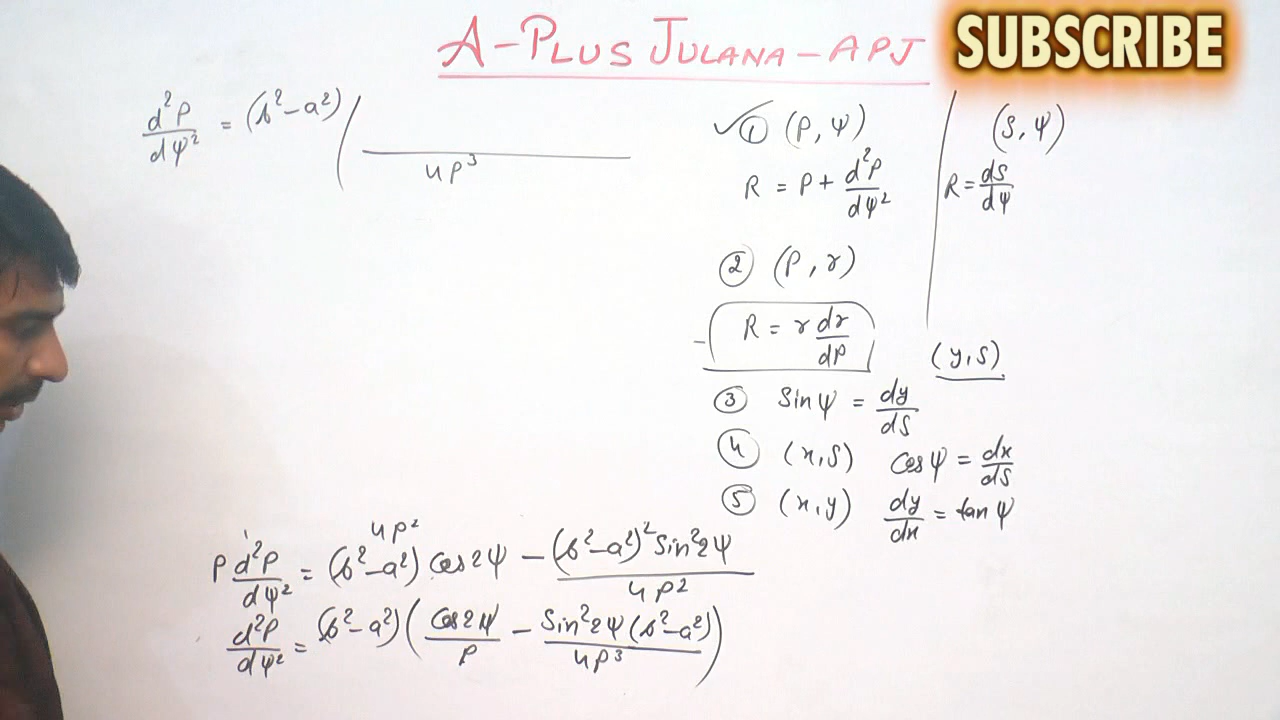 A-PLUS JULANA-APJ
SUBSCRIBE
d²P/dψ² = (b²-a²) ( ——— / 4P³
✓① (P, ψ)
R = P + d²P/dψ²
(S, ψ)
R = dS/dψ
② (P, r)
R = r dr/dP
(y, S)
③ Sin ψ = dy/dS
④ (x, S) Cos ψ = dx/dS
⑤ (x, y) dy/dx = tan ψ
4P²
P d²P/dψ² = (b²-a²) Cos 2ψ - (b²-a²)² Sin² 2ψ / 4P²
d²P/dψ² = (b²-a²) ( Cos 2ψ / P - Sin² 2ψ (b²-a²) / 4P³ )